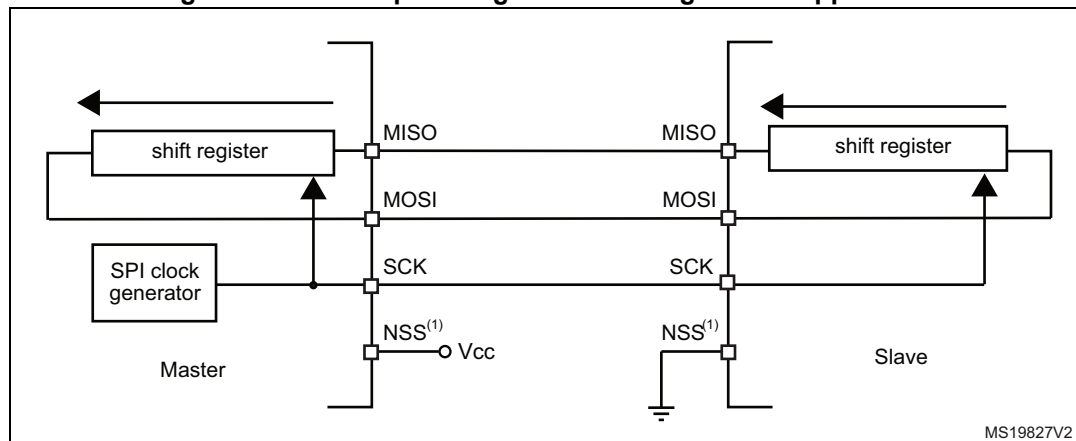 MISO
MISO
shift register
shift register
MOSI
MOSI
SPI clock
generator
SCK
SCK
NSS(1)
Vcc
NSS(1)
Master
Slave
MS19827V2